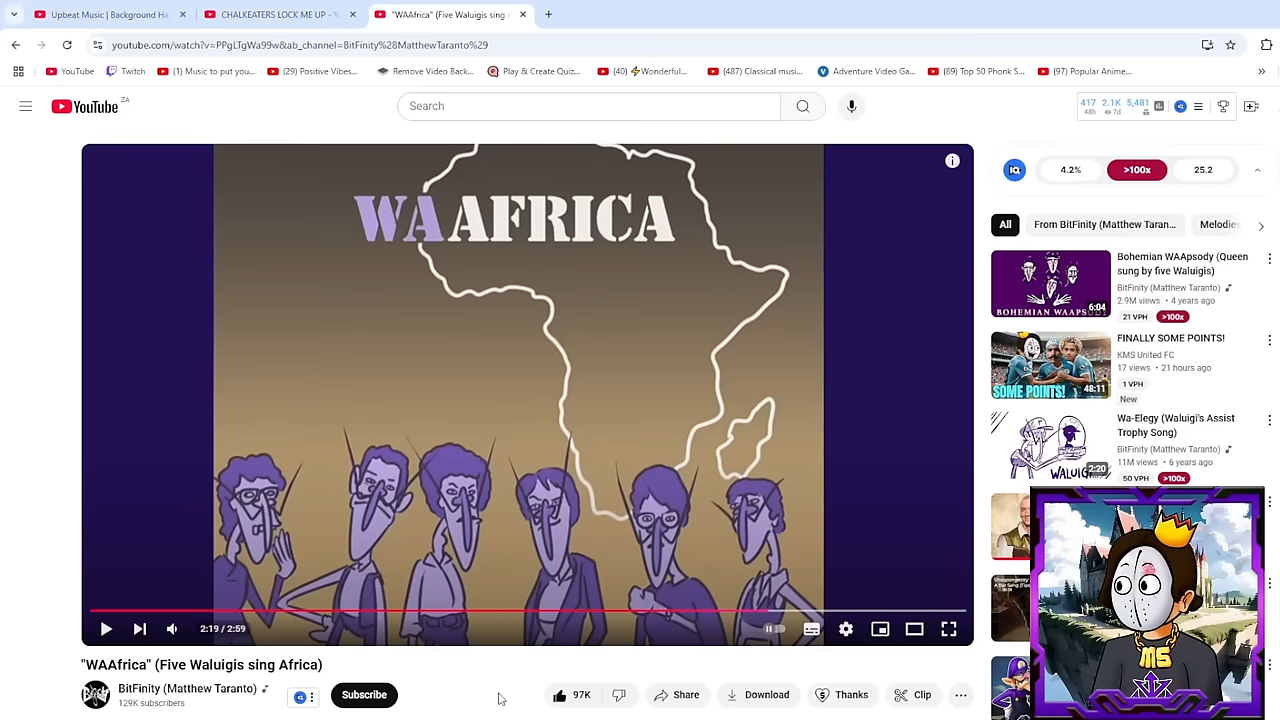 Upbeat Music | Background Ha
CHALKEATERS LOCK ME UP - Y
"WAAfrica" (Five Waluigis sing A
youtube.com/watch?v=PPgLTgWa99w&ab_channel=BitFinity%28MatthewTaranto%29
YouTube
Twitch
(1) Music to put you...
(29) Positive Vibes...
Remove Video Back...
Play & Create Quiz...
(40) ⚡Wonderful...
(487) Classical musi...
Adventure Video Ga...
(89) Top 50 Phonk S...
(97) Popular Anime...
YouTube ZA
Search
417 2.1K 5,481
48h 7d
WAAFRICA
4.2% >100x 25.2
All From BitFinity (Matthew Taran... Melodie
Bohemian WAApsody (Queen
sung by five Waluigis)
BitFinity (Matthew Taranto)
2.9M views • 4 years ago
21 VPH >100x
6:04
BOHEMIAN WAAPSODY
FINALLY SOME POINTS!
KMS United FC
17 views • 21 hours ago
1 VPH
New
SOME POINTS!
48:11
Wa-Elegy (Waluigi's Assist
Trophy Song)
BitFinity (Matthew Taranto)
11M views • 6 years ago
50 VPH >100x
WALUIG
2:20
2:19 / 2:59
"WAAfrica" (Five Waluigis sing Africa)
BitFinity (Matthew Taranto)
129K subscribers
Subscribe
97K
Share
Download
Thanks
Clip
MS